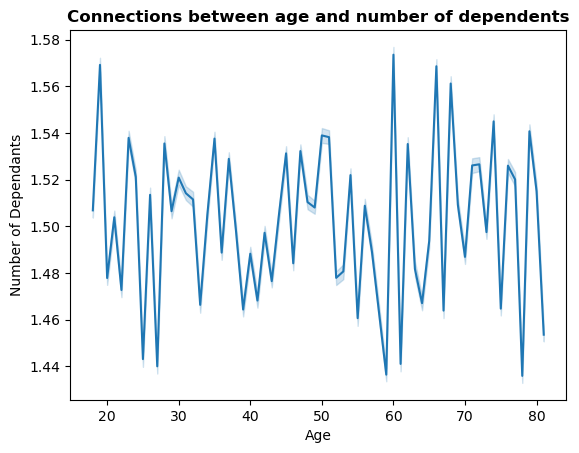 Connections between age and number of dependents
1.58
1.56
1.54
1.52
1.50
1.48
1.46
1.44
Number of Dependants
20 30 40 50 60 70 80
Age